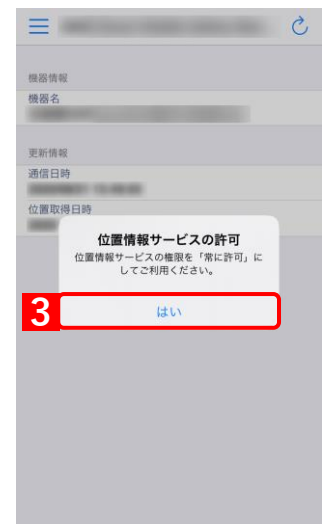 機器情報
機器名
更新情報
通信日時
位置取得日時
位置情報サービスの許可
位置情報サービスの権限を「常に許可」に
してご利用ください。
3
はい